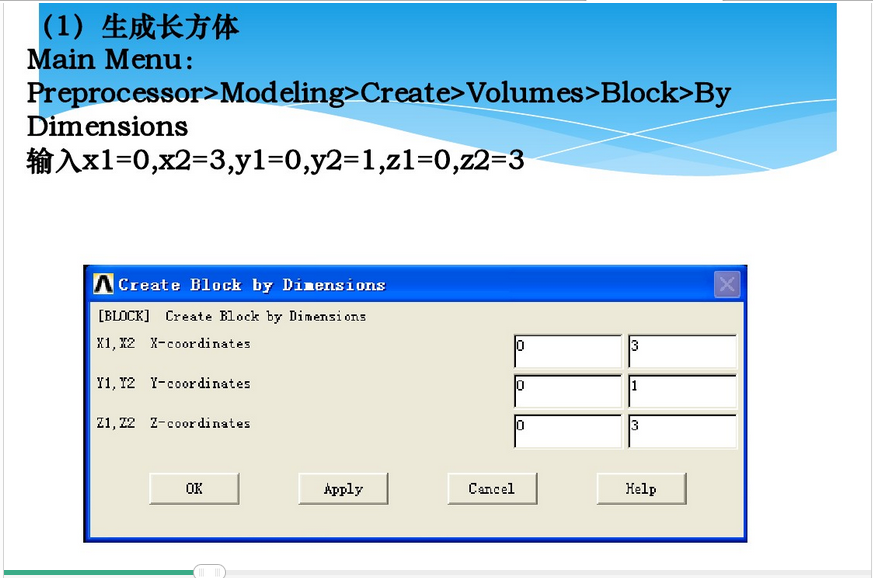 （1）生成长方体
Main Menu:
Preprocessor>Modeling>Create>Volumes>Block>By
Dimensions
输入x1=0,x2=3,y1=0,y2=1,z1=0,z2=3
Create Block by Dimensions
[BLOCK] Create Block by Dimensions
X1,X2 X-coordinates 0 3
Y1,Y2 Y-coordinates 0 1
Z1,Z2 Z-coordinates 0 3
OK Apply Cancel Help